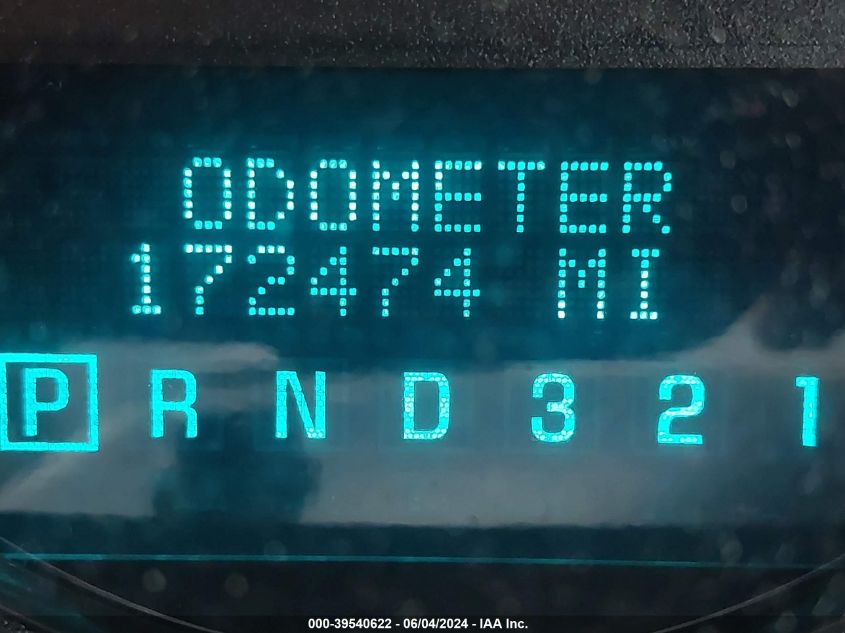 ODOMETER
172474 MI
P R N D 3 2 1
000-39540622 - 06/04/2024 - IAA Inc.